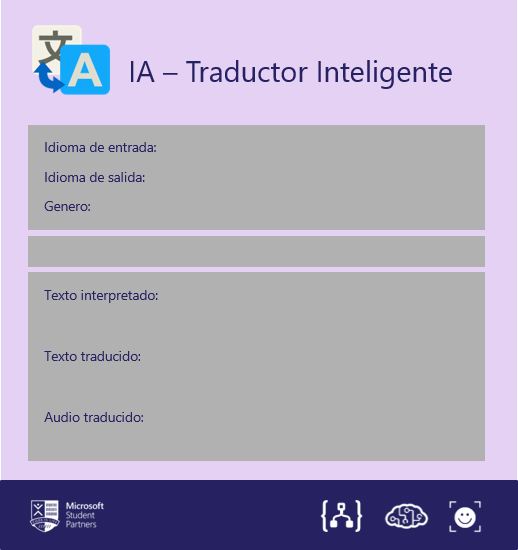 文
A
IA – Traductor Inteligente
Idioma de entrada:
Idioma de salida:
Genero:
Texto interpretado:
Texto traducido:
Audio traducido:
Microsoft
Student
Partners